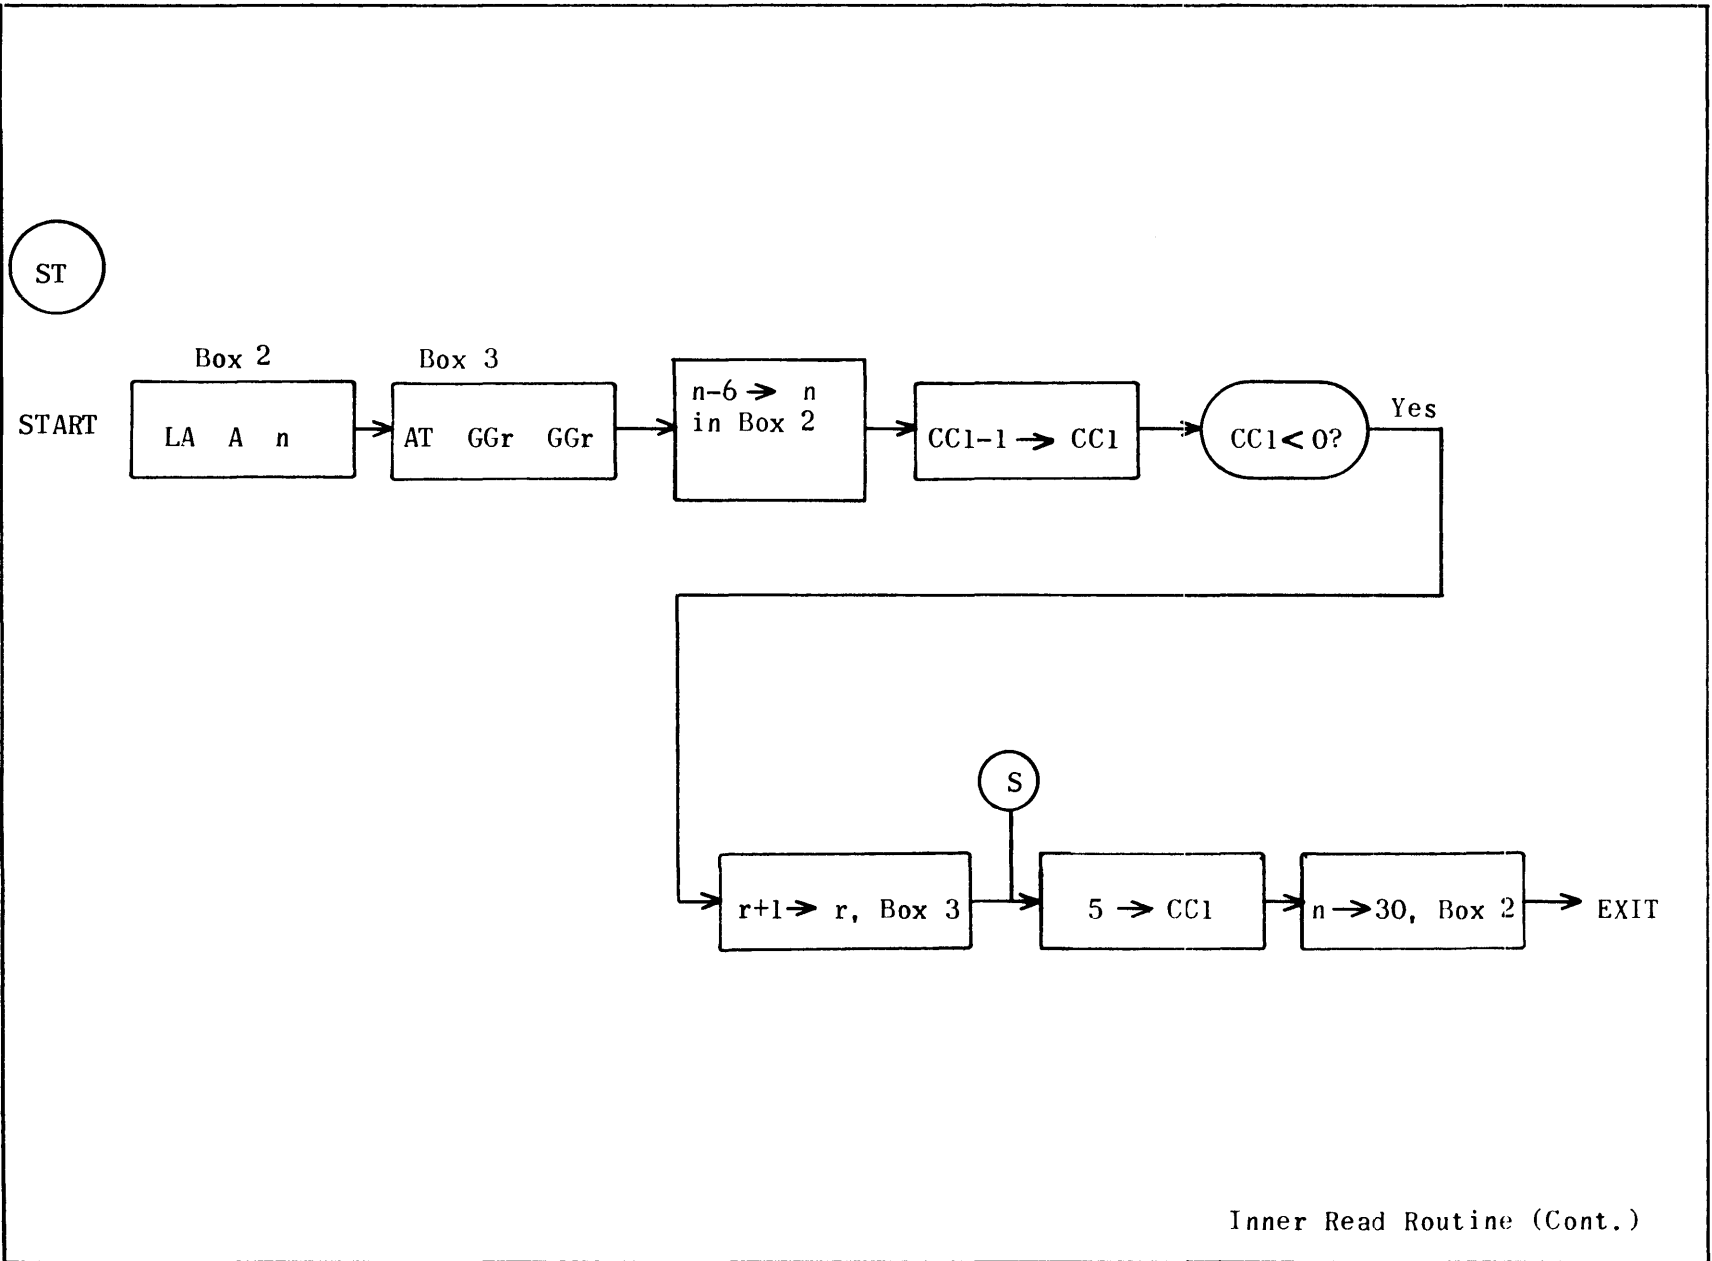 ST
Box 2
Box 3
START
LA A n
AT GGr GGr
n-6→ n
in Box 2
CC1-1 → CC1
CC1< 0?
Yes
S
r+1→ r, Box 3
5 → CC1
n→30, Box 2
EXIT
Inner Read Routine (Cont.)